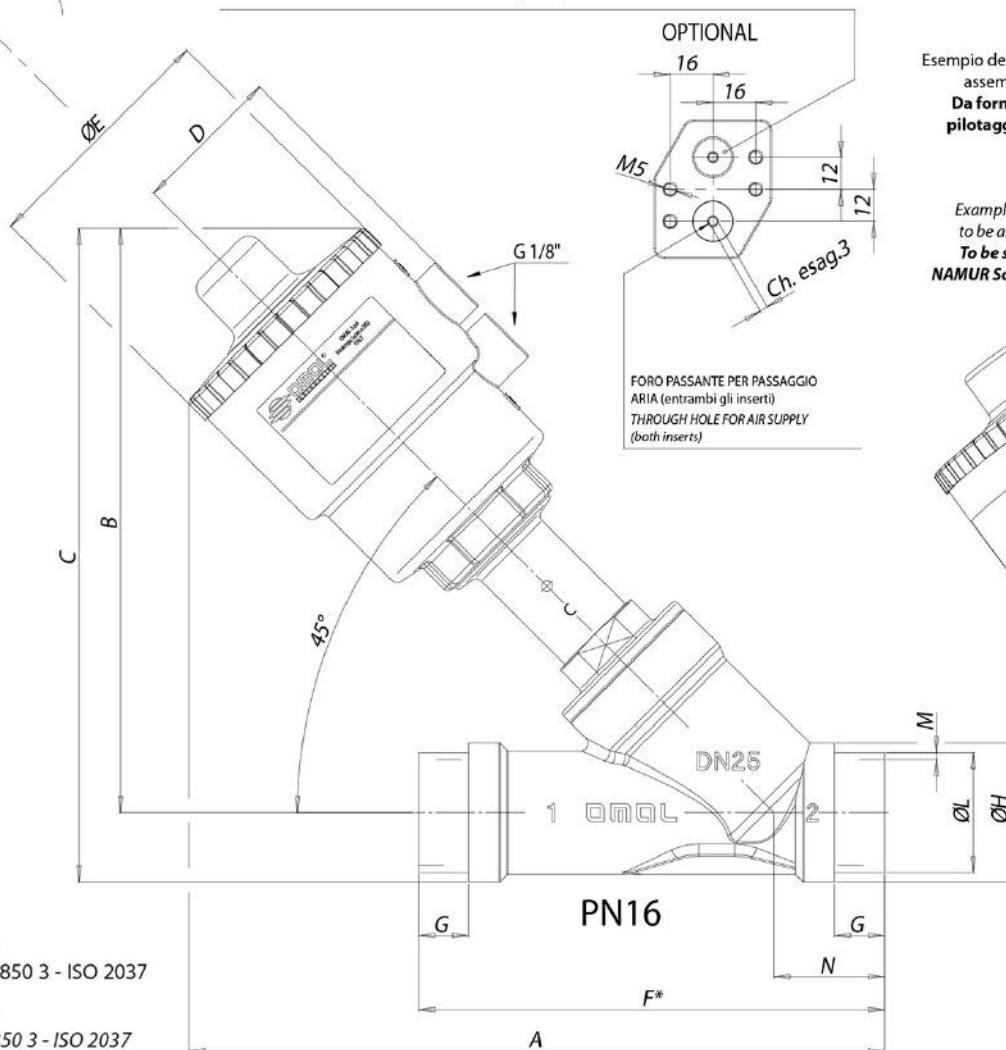 OPTIONAL
16
16
M5
12
12
Ch. esag.3
FORO PASSANTE PER PASSAGGIO
ARIA (entrambi gli inserti)
THROUGH HOLE FOR AIR SUPPLY
(both inserts)
Esempio de
assem
Da forn
pilotagg
Exampl
to be a
To be s
NAMUR So
ØE
D
G 1/8"
OMAL
B
C
45°
C
DN25
M
1 OMAL 2
ØL
ØH
PN16
G
G
N
F*
A
850 3 - ISO 2037
50 3 - ISO 2037